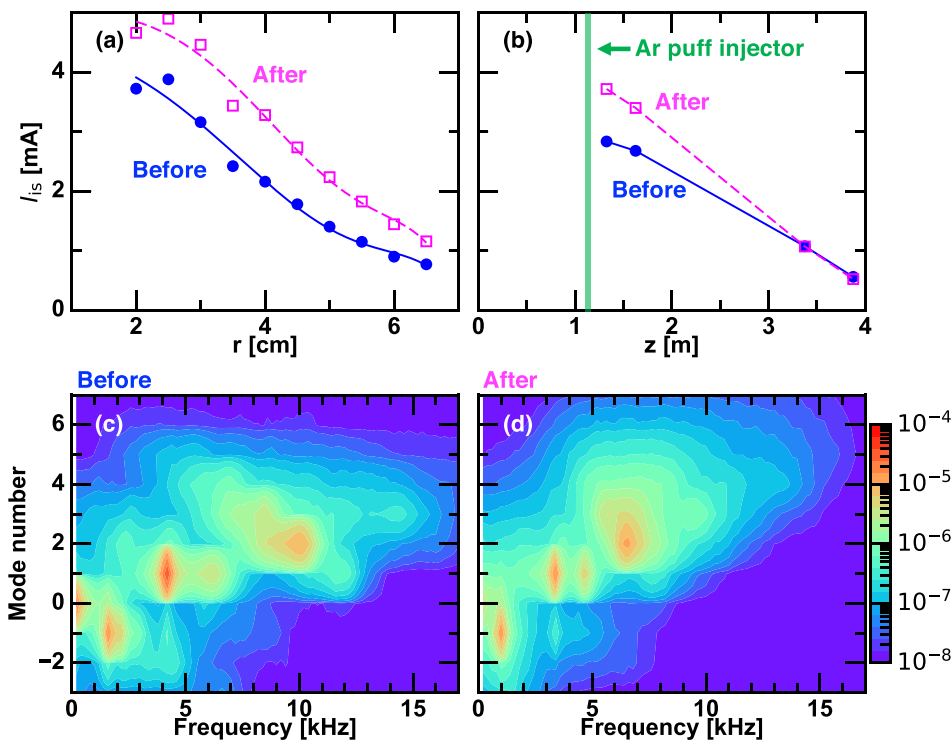 (a)
After
Before
I_is [mA]
4
2
0
2
4
6
r [cm]
(b)
Ar puff injector
After
Before
0
1
2
3
4
z [m]
Before
(c)
Mode number
6
4
2
0
−2
0
5
10
15
Frequency [kHz]
After
(d)
0
5
10
15
Frequency [kHz]
10⁻⁴
10⁻⁵
10⁻⁶
10⁻⁷
10⁻⁸